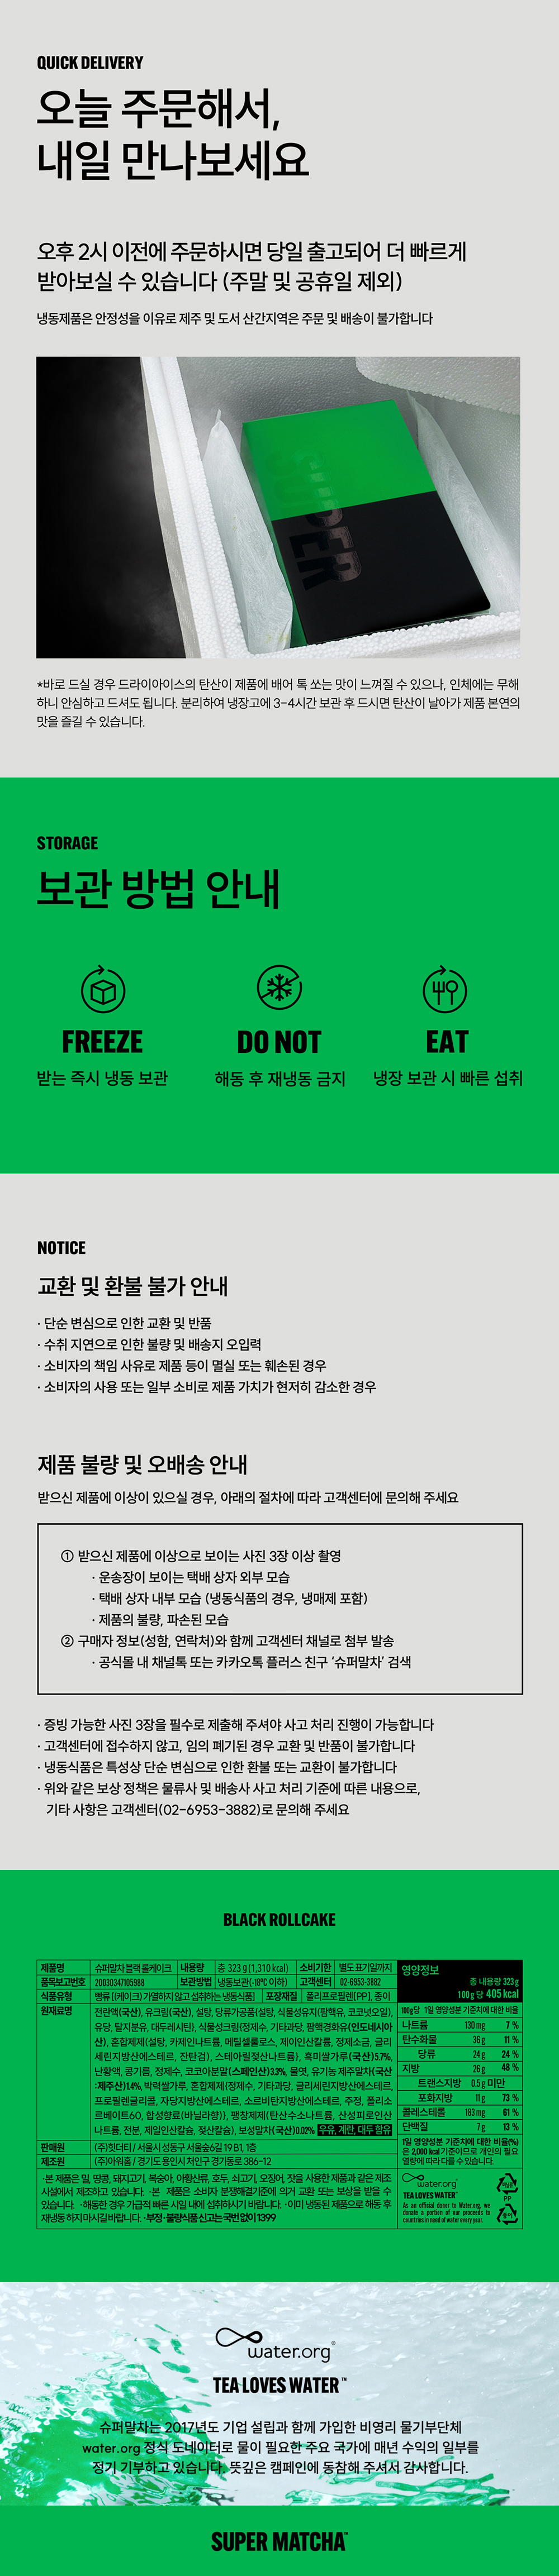 QUICK DELIVERY
오늘 주문해서,
내일 만나보세요
오후 2시 이전에 주문하시면 당일 출고되어 더 빠르게
받아보실 수 있습니다 (주말 및 공휴일 제외)
냉동제품은 안정성을 이유로 제주 및 도서 산간지역은 주문 및 배송이 불가합니다
*바로 드실 경우 드라이아이스의 탄산이 제품에 배어 톡 쏘는 맛이 느껴질 수 있으나, 인체에는 무해
하니 안심하고 드셔도 됩니다. 분리하여 냉장고에 3-4시간 보관 후 드시면 탄산이 날아가 제품 본연의
맛을 즐길 수 있습니다.
STORAGE
보관 방법 안내
FREEZE
받는 즉시 냉동 보관
DO NOT
해동 후 재냉동 금지
EAT
냉장 보관 시 빠른 섭취
NOTICE
교환 및 환불 불가 안내
· 단순 변심으로 인한 교환 및 반품
· 수취 지연으로 인한 불량 및 배송지 오입력
· 소비자의 책임 사유로 제품 등이 멸실 또는 훼손된 경우
· 소비자의 사용 또는 일부 소비로 제품 가치가 현저히 감소한 경우
제품 불량 및 오배송 안내
받으신 제품에 이상이 있으실 경우, 아래의 절차에 따라 고객센터에 문의해 주세요
① 받으신 제품에 이상으로 보이는 사진 3장 이상 촬영
· 운송장이 보이는 택배 상자 외부 모습
· 택배 상자 내부 모습 (냉동식품의 경우, 냉매제 포함)
· 제품의 불량, 파손된 모습
② 구매자 정보(성함, 연락처)와 함께 고객센터 채널로 첨부 발송
· 공식몰 내 채널톡 또는 카카오톡 플러스 친구 '슈퍼말차' 검색
· 증빙 가능한 사진 3장을 필수로 제출해 주셔야 사고 처리 진행이 가능합니다
· 고객센터에 접수하지 않고, 임의 폐기된 경우 교환 및 반품이 불가합니다
· 냉동식품은 특성상 단순 변심으로 인한 환불 또는 교환이 불가합니다
· 위와 같은 보상 정책은 물류사 및 배송사 사고 처리 기준에 따른 내용으로,
기타 사항은 고객센터(02-6953-3882)로 문의해 주세요
BLACK ROLLCAKE
제품명 슈퍼말차 블랙 롤케이크 내용량 총 323 g (1,310 kcal) 소비기한 별도 표기일까지
품목보고번호 20030347105988 보관방법 냉동보관(-18℃ 이하) 고객센터 02-6953-3882
식품유형 빵류 [(케이크) 가열하지 않고 섭취하는 냉동식품] 포장재질 폴리프로필렌[PP], 종이
원재료명 전란액(국산), 유크림(국산), 설탕, 당류가공품(설탕, 식물성유지(팜핵유, 코코넛오일),
유당, 탈지분유, 대두레시틴), 식물성크림(정제수, 기타과당, 팜핵경화유(인도네시아
산), 혼합제제(설탕, 카제인나트륨, 메틸셀룰로스, 제이인산칼륨, 정제소금, 글리
세린지방산에스테르, 잔탄검), 스테아릴젖산나트륨), 흑미쌀가루(국산)5.7%,
난황액, 콩기름, 정제수, 코코아분말(스페인산)3.3%, 물엿, 유기농 제주말차(국산
:제주산)1.4%, 박력쌀가루, 혼합제제(정제수, 기타과당, 글리세린지방산에스테르,
프로필렌글리콜, 자당지방산에스테르, 소르비탄지방산에스테르, 주정, 폴리소
르베이트60, 합성향료(바닐라향)), 팽창제제(탄산수소나트륨, 산성피로인산
나트륨, 전분, 제일인산칼슘, 젖산칼슘), 보성말차(국산)0.02% 우유, 계란, 대두 함유
판매원 (주)힛더티 / 서울시 성동구 서울숲6길 19 B1, 1층
제조원 (주)아워홈 / 경기도 용인시 처인구 경기동로 386-12
·본 제품은 밀, 땅콩, 돼지고기, 복숭아, 아황산류, 호두, 쇠고기, 오징어, 잣을 사용한 제품과 같은 제조
시설에서 제조하고 있습니다. ·본 제품은 소비자 분쟁해결기준에 의거 교환 또는 보상을 받을 수
있습니다. ·해동한 경우 기급적 빠른 시일 내에 섭취하시기 바랍니다. ·이미 냉동된 제품으로 해동 후
재냉동 하지 마시길 바랍니다. ·부정·불량식품 신고는 국번 없이 1399
영양정보
총 내용량 323 g
100 g 당 405 kcal
100 g당 1일 영양성분 기준치에 대한 비율
나트륨 130 mg 7 %
탄수화물 36 g 11 %
당류 24 g 24 %
지방 26 g 48 %
트랜스지방 0.5 g 미만
포화지방 11 g 73 %
콜레스테롤 183 mg 61 %
단백질 7 g 13 %
1일 영양성분 기준치에 대한 비율(%)
은 2,000 kcal 기준이므로 개인의 필요
열량에 따라 다를 수 있습니다.
water.org
TEA LOVES WATER™
As an official donor to Water.org, we
donate a portion of our proceeds to
countries in need of water every year.
PP
종이
water.org®
TEA LOVES WATER™
슈퍼말차는 2017년도 기업 설립과 함께 가입한 비영리 물기부단체
water.org 정식 도네이터로 물이 필요한 주요 국가에 매년 수익의 일부를
정기 기부하고 있습니다. 뜻깊은 캠페인에 동참해 주셔서 감사합니다.
SUPER MATCHA™